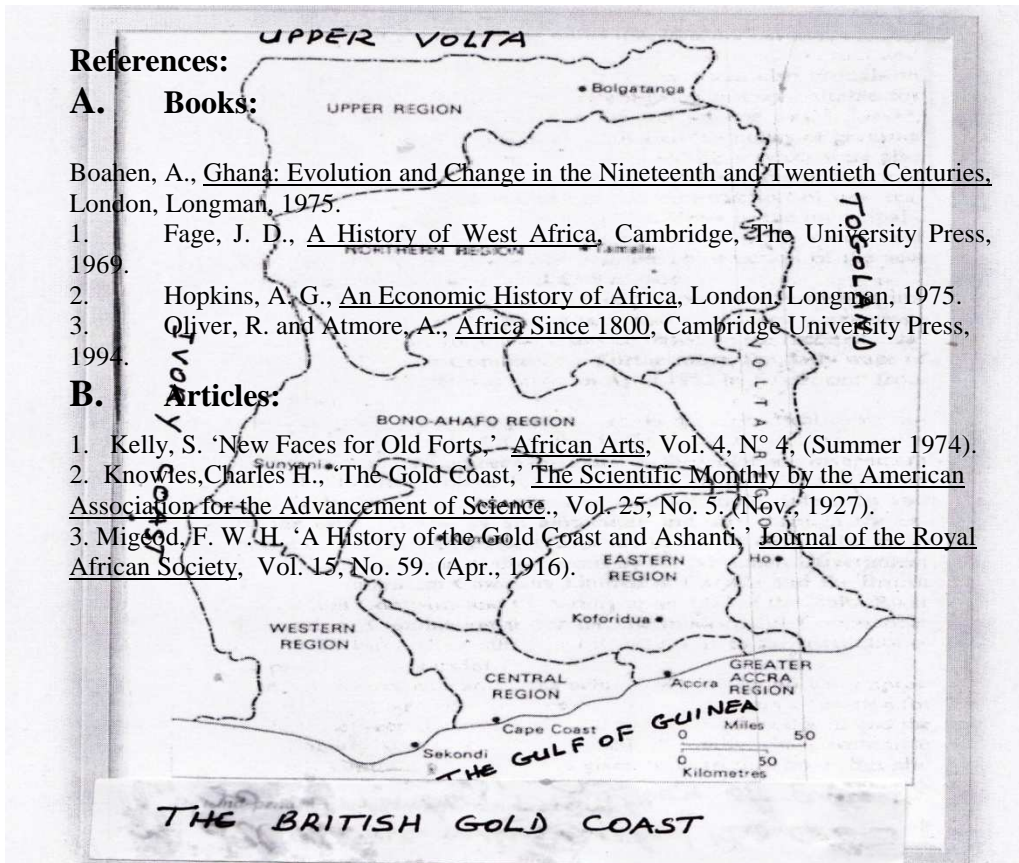 UPPER VOLTA
References:
A. Books:
Bolgatanga
UPPER REGION
Boahen, A., Ghana: Evolution and Change in the Nineteenth and Twentieth Centuries,
London, Longman, 1975.
TOGOLAND
1. Fage, J. D., A History of West Africa, Cambridge, The University Press,
1969.
NORTHERN REGION
Tamale
2. Hopkins, A. G., An Economic History of Africa, London, Longman, 1975.
3. Oliver, R. and Atmore, A., Africa Since 1800, Cambridge University Press,
1994.
IVORY COAST
VOLTA REGION
B. Articles:
BONO-AHAFO REGION
1. Kelly, S. ‘New Faces for Old Forts,’ African Arts, Vol. 4, N° 4, (Summer 1974).
Sunyani
2. Knowles,Charles H., ‘The Gold Coast,’ The Scientific Monthly by the American
Association for the Advancement of Science., Vol. 25, No. 5. (Nov., 1927).
3. Migeod, F. W. H. ‘A History of the Gold Coast and Ashanti,’ Journal of the Royal
African Society, Vol. 15, No. 59. (Apr., 1916).
EASTERN
REGION
Ho
Koforidua
WESTERN
REGION
CENTRAL
REGION
Accra
GREATER
ACCRA
REGION
Cape Coast
Sekondi
THE GULF OF GUINEA
Miles
0 50
0 50
Kilometres
THE BRITISH GOLD COAST